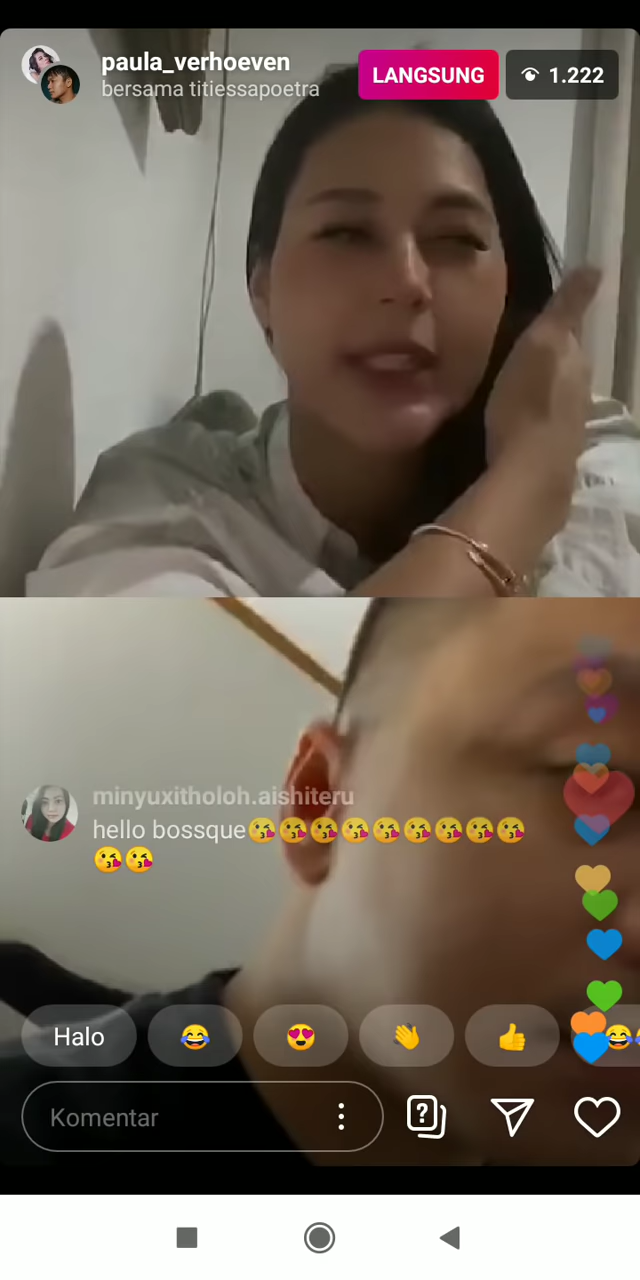 paula_verhoeven
bersama titiessapoetra
LANGSUNG
1.222
minyuxitholoh.aishiteru
hello bossque😘😘😘😘😘😘😘😘😘
😘😘
Halo
Komentar